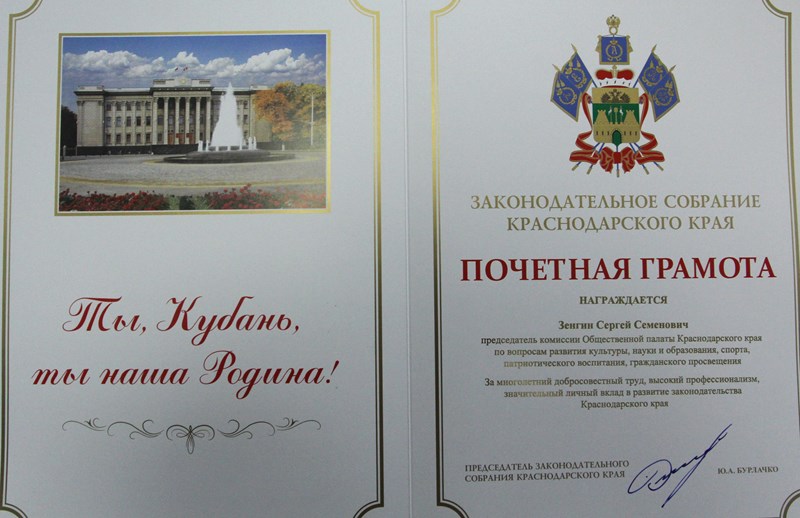 Ты, Кубань,
ты наша Родина!
ЗАКОНОДАТЕЛЬНОЕ СОБРАНИЕ
КРАСНОДАРСКОГО КРАЯ
ПОЧЕТНАЯ ГРАМОТА
НАГРАЖДАЕТСЯ
Зенгин Сергей Семенович
председатель комиссии Общественной палаты Краснодарского края
по вопросам развития культуры, науки и образования, спорта,
патриотического воспитания, гражданского просвещения
За многолетний добросовестный труд, высокий профессионализм,
значительный личный вклад в развитие законодательства
Краснодарского края
ПРЕДСЕДАТЕЛЬ ЗАКОНОДАТЕЛЬНОГО
СОБРАНИЯ КРАСНОДАРСКОГО КРАЯ
Ю.А. БУРЛАЧКО